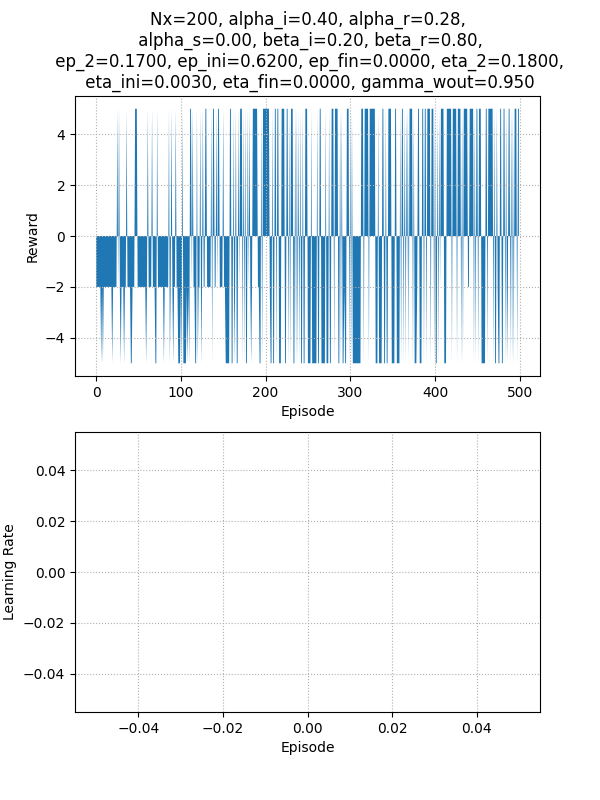 Nx=200, alpha_i=0.40, alpha_r=0.28,
alpha_s=0.00, beta_i=0.20, beta_r=0.80,
ep_2=0.1700, ep_ini=0.6200, ep_fin=0.0000, eta_2=0.1800,
eta_ini=0.0030, eta_fin=0.0000, gamma_wout=0.950
4
2
0
−2
−4
Reward
0
100
200
300
400
500
Episode
0.04
0.02
0.00
−0.02
−0.04
Learning Rate
−0.04
−0.02
0.00
0.02
0.04
Episode